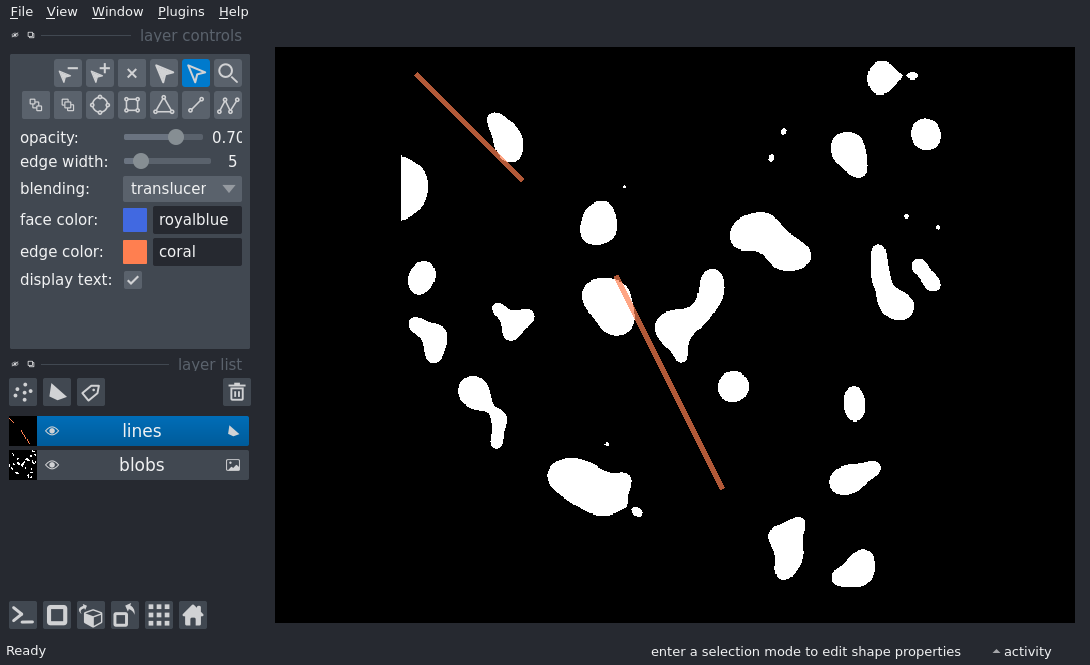 File View Window Plugins Help
layer controls
opacity: 0.70
edge width: 5
blending: translucer
face color: royalblue
edge color: coral
display text:
layer list
lines
blobs
Ready enter a selection mode to edit shape properties activity